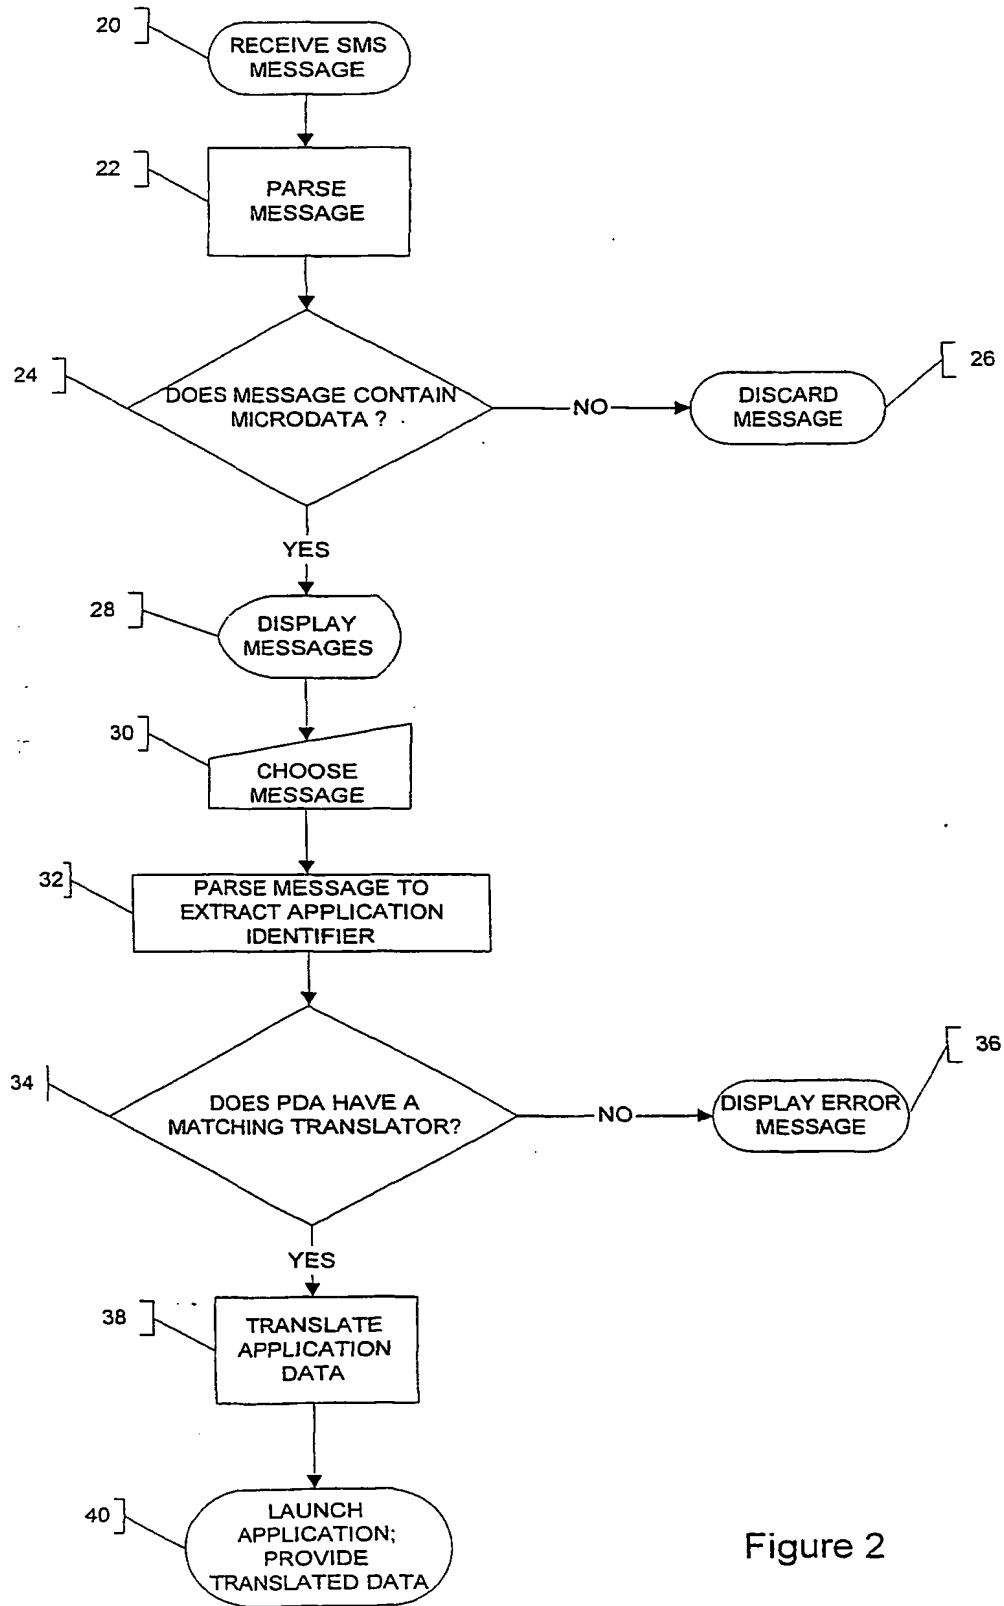 20
RECEIVE SMS
MESSAGE
22
PARSE
MESSAGE
24
DOES MESSAGE CONTAIN
MICRODATA ?
NO
DISCARD
MESSAGE
26
YES
28
DISPLAY
MESSAGES
30
CHOOSE
MESSAGE
32
PARSE MESSAGE TO
EXTRACT APPLICATION
IDENTIFIER
34
DOES PDA HAVE A
MATCHING TRANSLATOR?
NO
DISPLAY ERROR
MESSAGE
36
YES
38
TRANSLATE
APPLICATION
DATA
40
LAUNCH
APPLICATION;
PROVIDE
TRANSLATED DATA
Figure 2